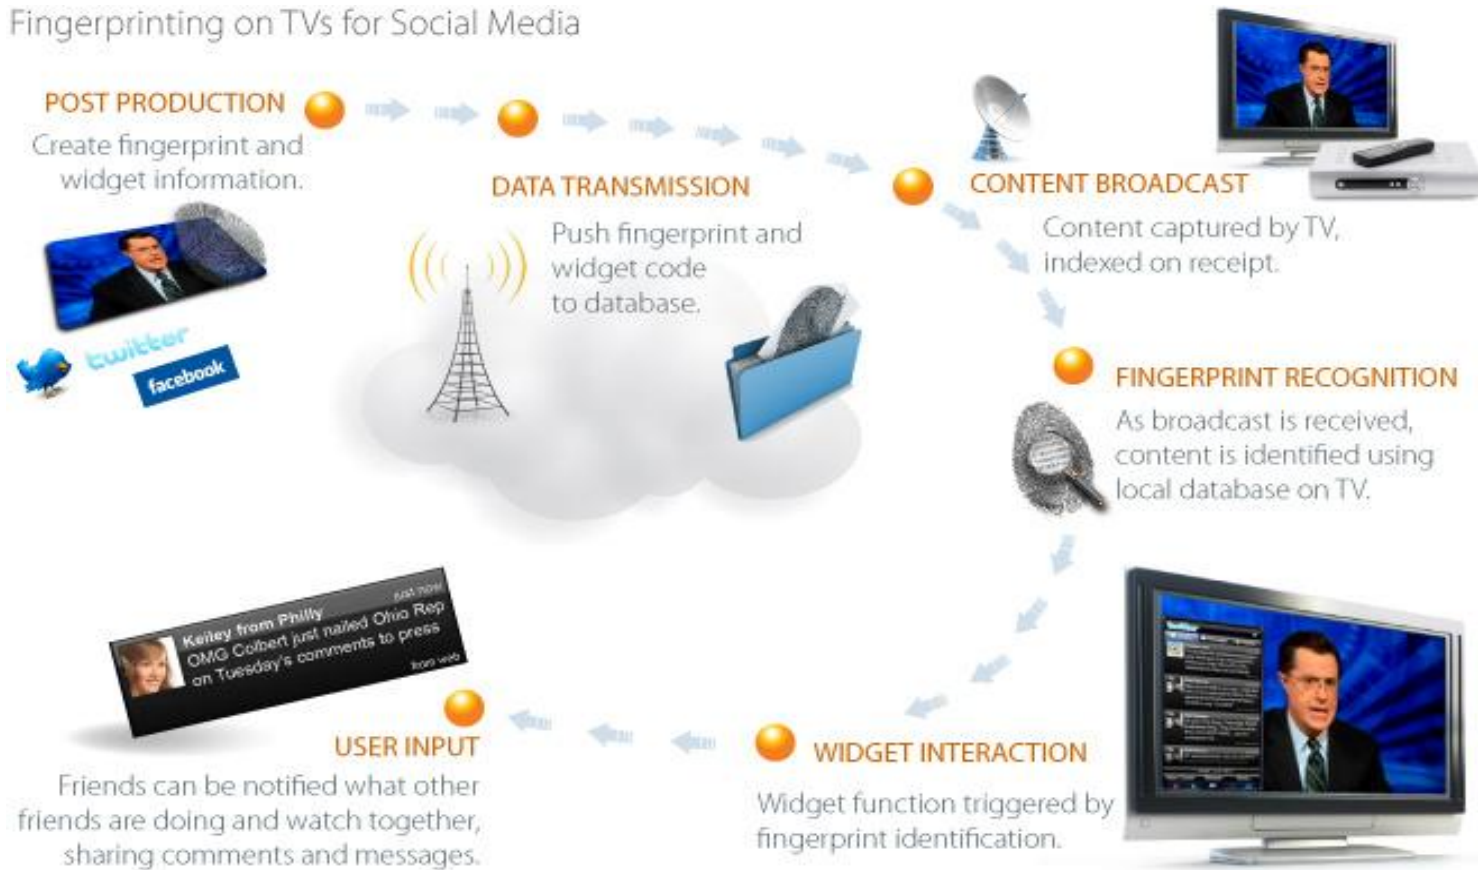 Fingerprinting on TVs for Social Media
POST PRODUCTION
Create fingerprint and
widget information.
twitter
facebook
DATA TRANSMISSION
Push fingerprint and
widget code
to database.
CONTENT BROADCAST
Content captured by TV,
indexed on receipt.
FINGERPRINT RECOGNITION
As broadcast is received,
content is identified using
local database on TV.
WIDGET INTERACTION
Widget function triggered by
fingerprint identification.
Keiley from Philly
just now
OMG Colbert just nailed Ohio Rep
on Tuesday's comments to press
from web
USER INPUT
Friends can be notified what other
friends are doing and watch together,
sharing comments and messages.